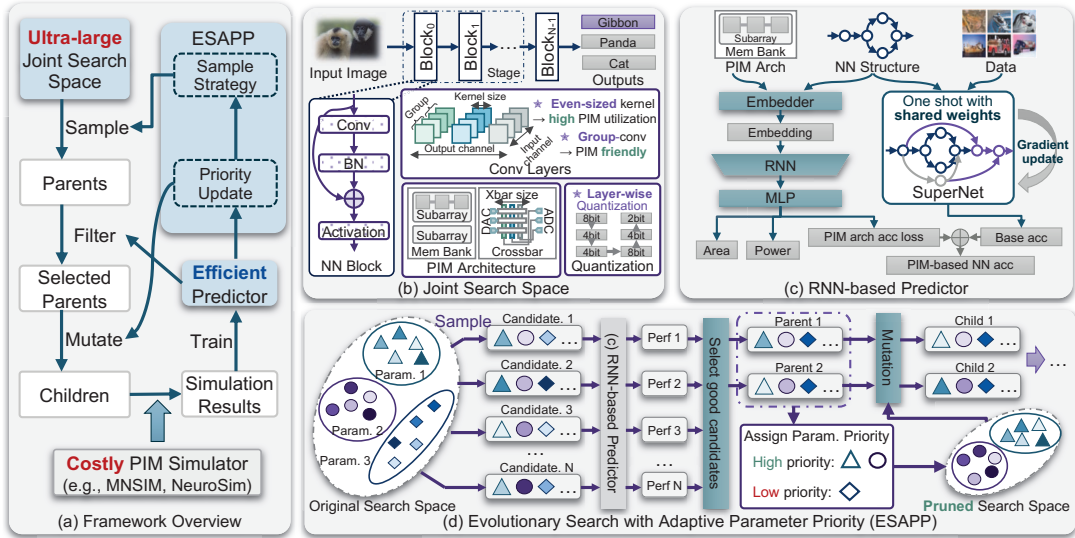 Ultra-large
Joint Search
Space
ESAPP
Sample
Strategy
Sample
Parents
Priority
Update
Filter
Selected
Parents
Efficient
Predictor
Mutate
Train
Children
Simulation
Results
Costly PIM Simulator
(e.g., MNSIM, NeuroSim)
(a) Framework Overview
Input Image
Block0
Block1
Stage
BlockN-1
Gibbon
Panda
Cat
Outputs
Conv
BN
Activation
NN Block
Group
Kernel size
Output channel
Input channel
★ Even-sized kernel
→ high PIM utilization
★ Group-conv
→ PIM friendly
Conv Layers
Subarray
Subarray
Mem Bank
Xbar size
DAC
ADC
Crossbar
PIM Architecture
★ Layer-wise
Quantization
8bit
2bit
4bit
4bit
4bit
8bit
Quantization
(b) Joint Search Space
Subarray
Mem Bank
PIM Arch
NN Structure
Data
Embedder
Embedding
RNN
MLP
Area
Power
PIM arch acc loss
Base acc
PIM-based NN acc
One shot with
shared weights
SuperNet
Gradient
update
(c) RNN-based Predictor
Param. 1
Param. 2
Param. 3
Original Search Space
Sample
Candidate. 1
...
Candidate. 2
...
Candidate. 3
...
...
Candidate. N
...
(c) RNN-based Predictor
Perf 1
Perf 2
Perf 3
...
Perf N
Select good
candidates
Parent 1
...
Parent 2
...
Mutation
Child 1
...
Child 2
...
Assign Param. Priority
High priority:
Low priority:
Pruned Search Space
(d) Evolutionary Search with Adaptive Parameter Priority (ESAPP)